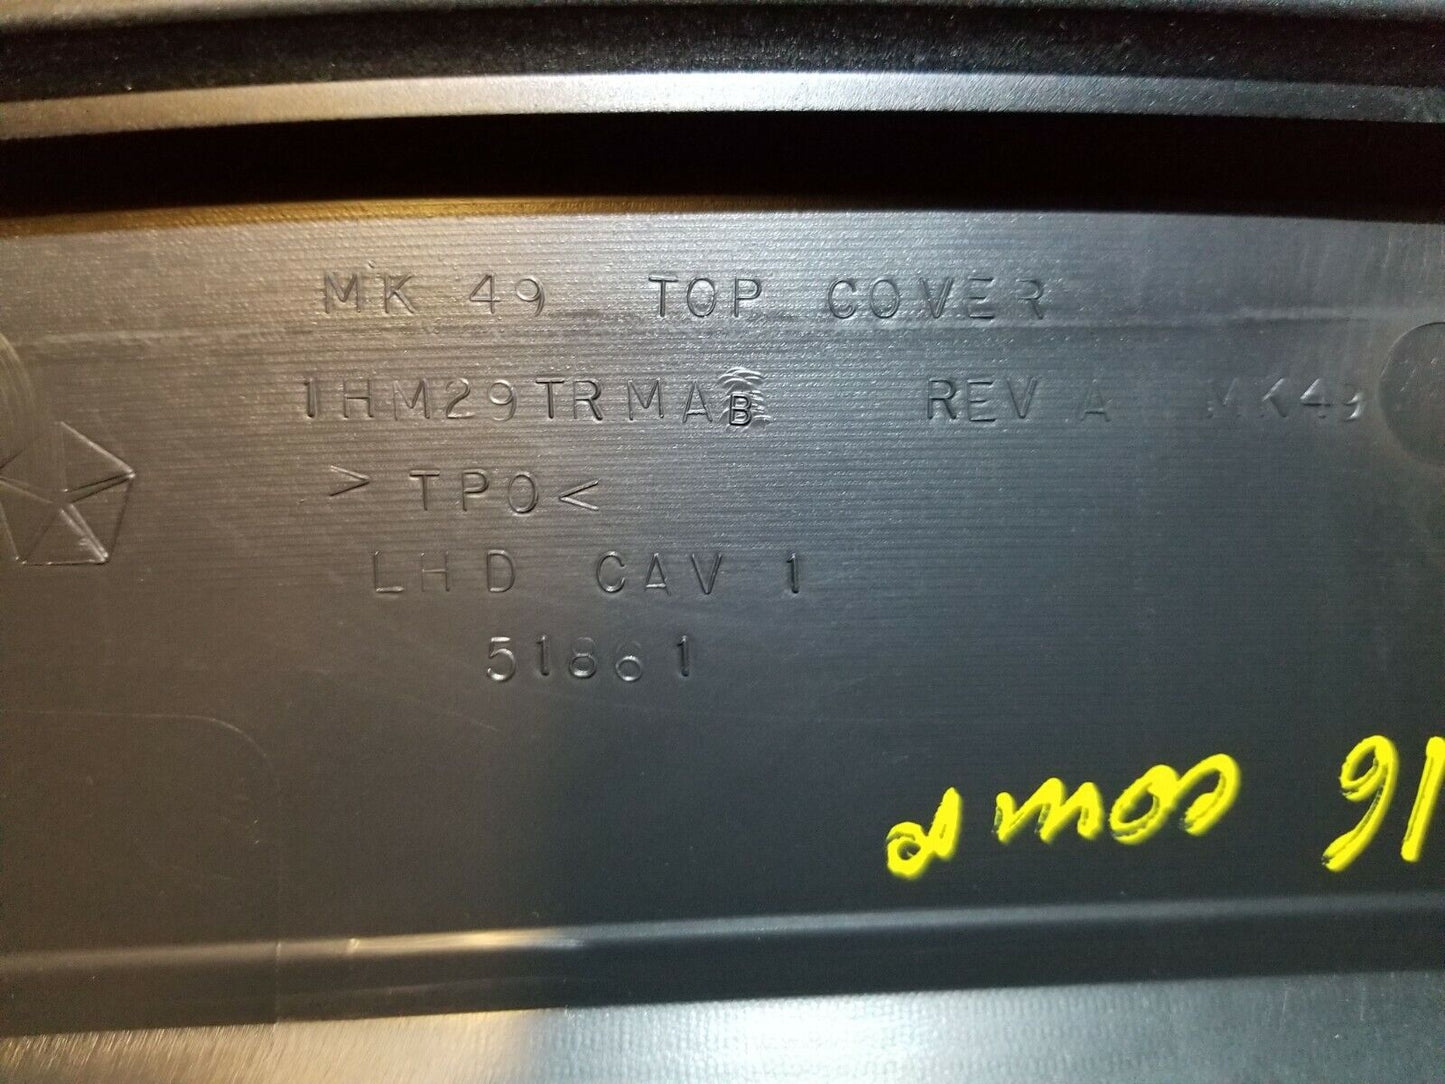 MK 49 TOP COVER
1HM29TRMAB REV A MK49
>TPO<
LHD CAV 1
51861
16 comp